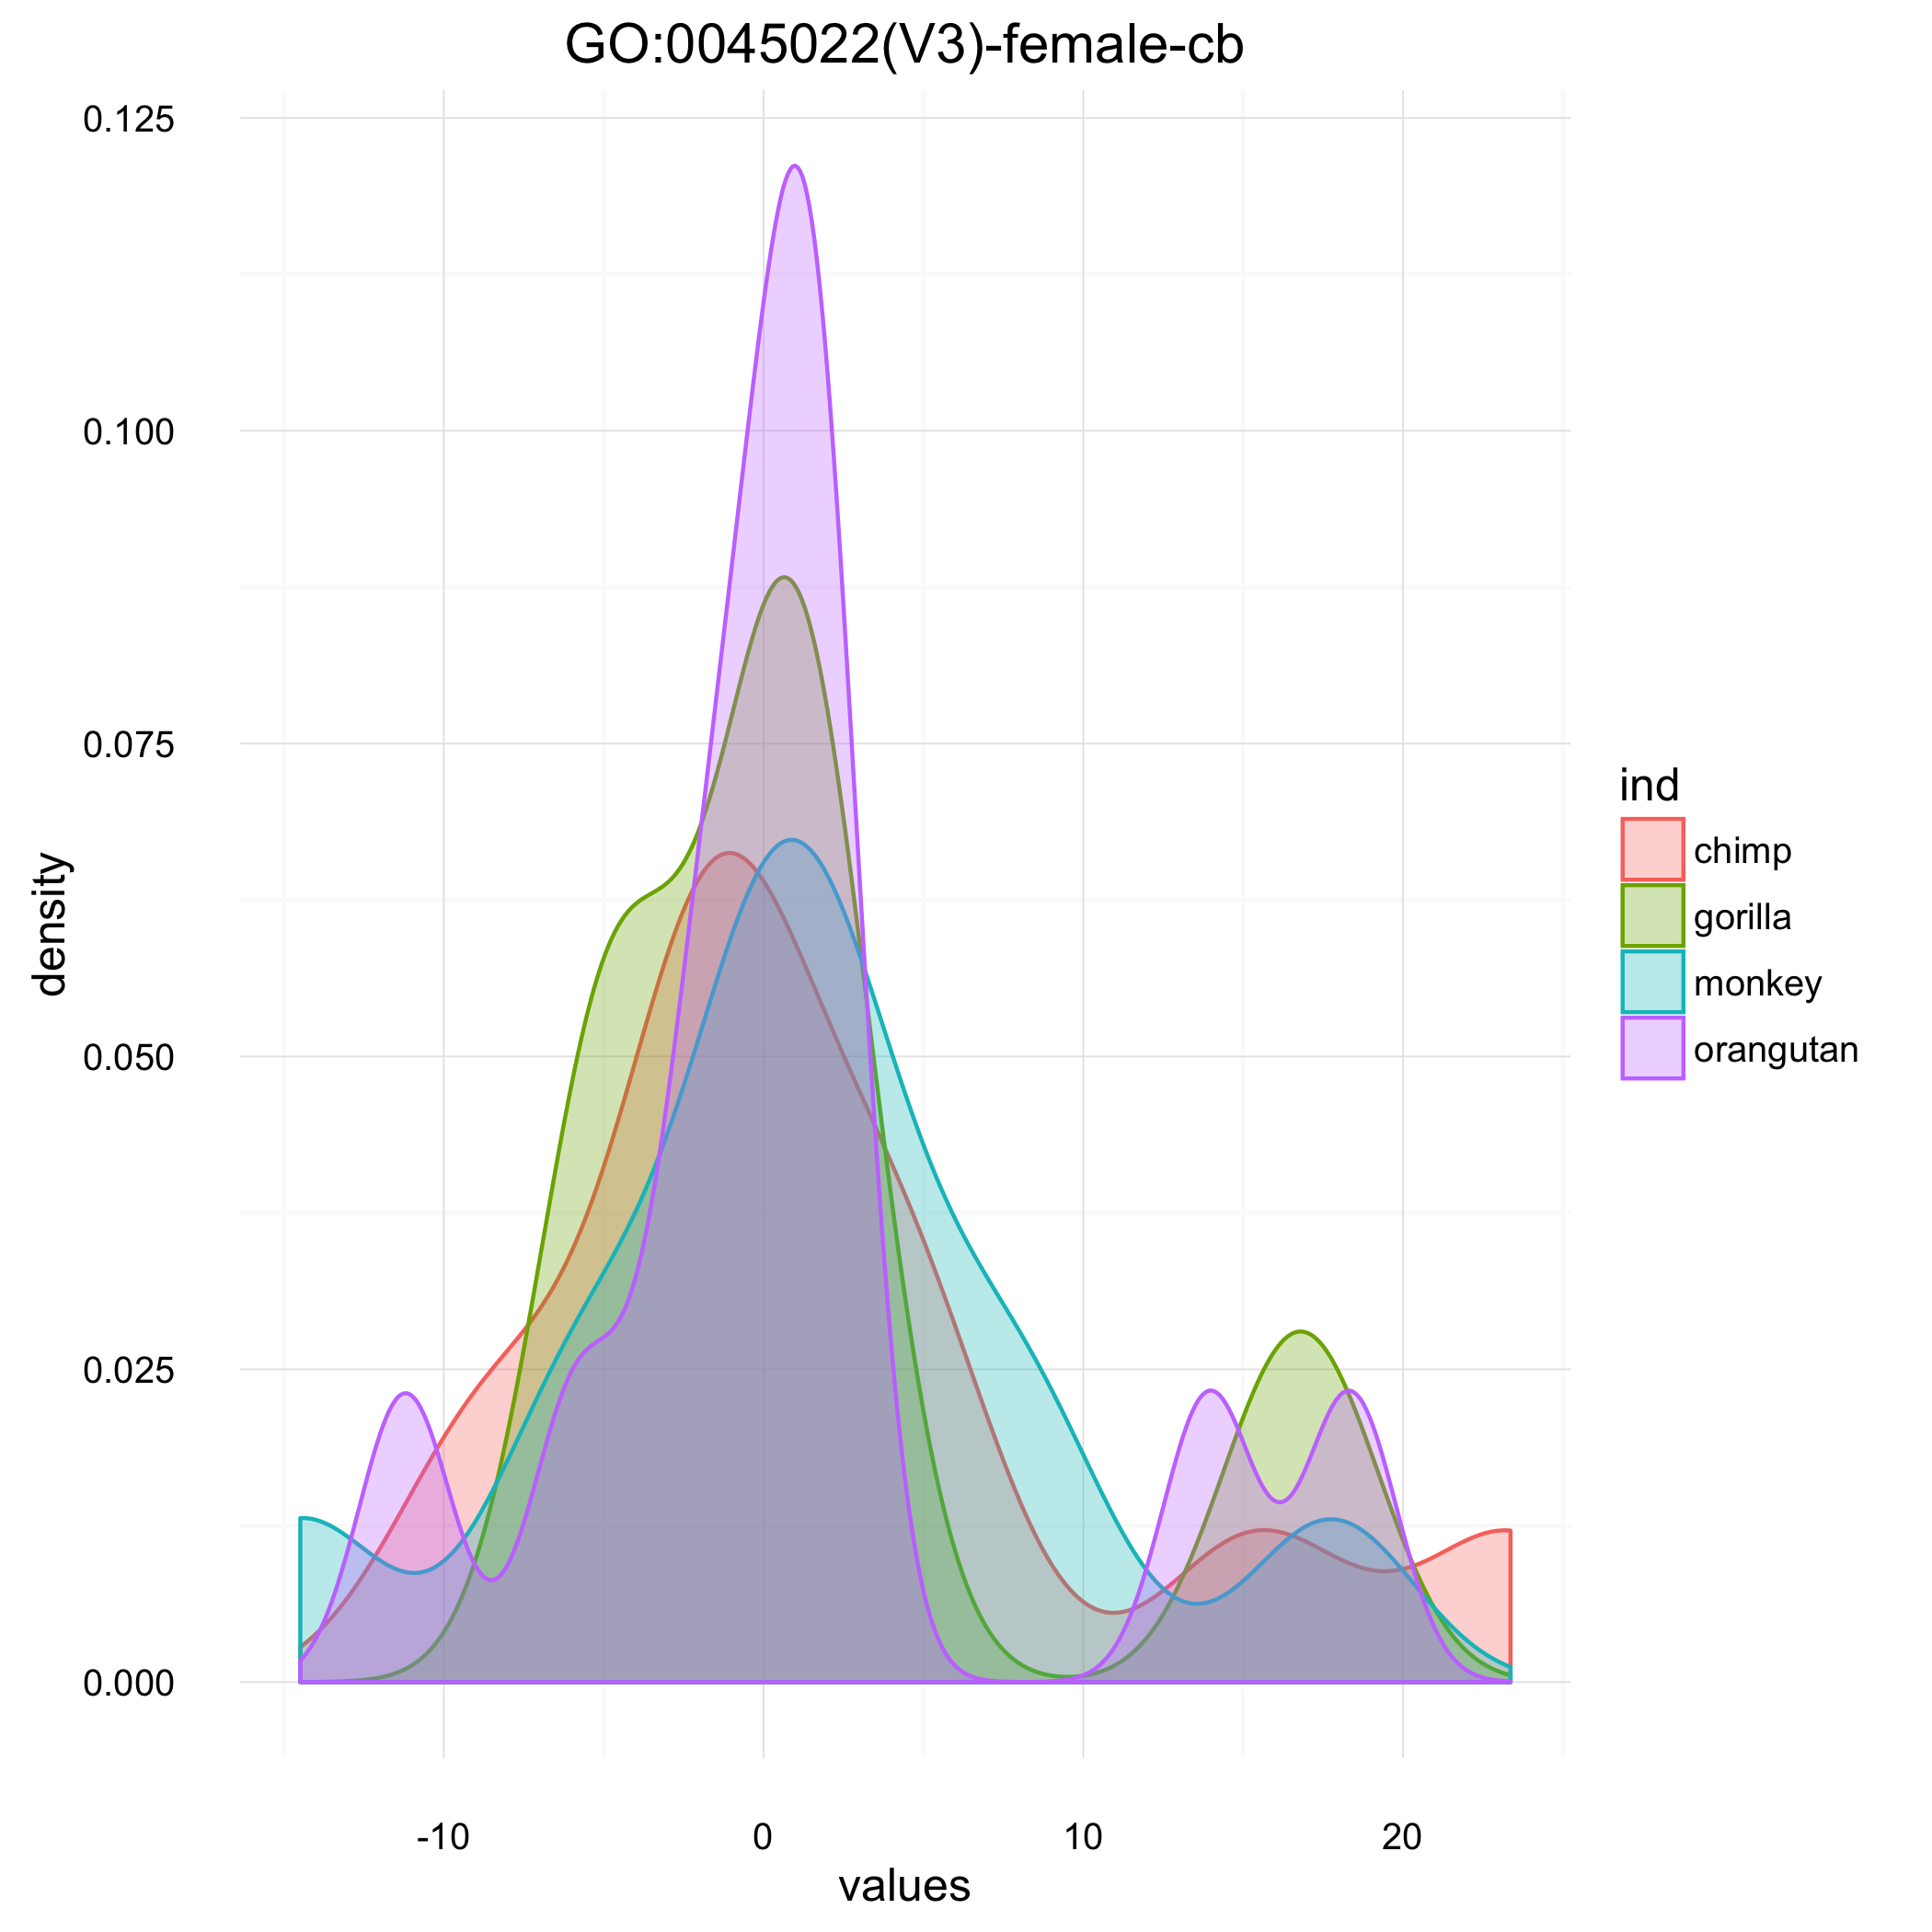 GO:0045022(V3)-female-cb
0.125
0.100
0.075
0.050
0.025
0.000
density
-10 0 10 20
values
ind
chimp
gorilla
monkey
orangutan